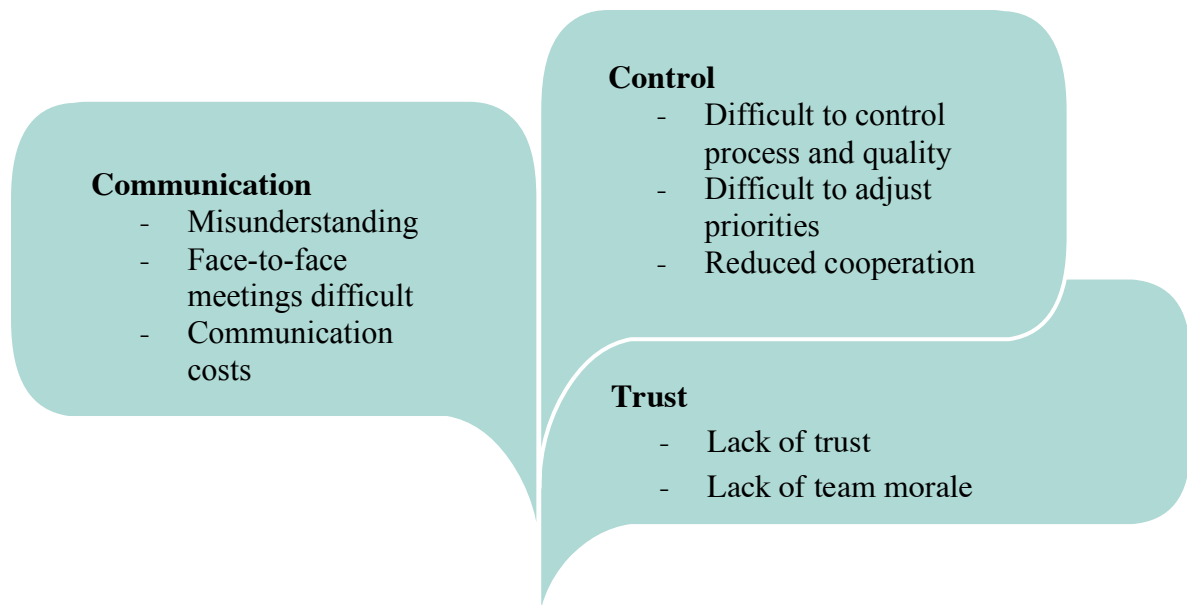 Communication
- Misunderstanding
- Face-to-face
meetings difficult
- Communication
costs
Control
- Difficult to control
process and quality
- Difficult to adjust
priorities
- Reduced cooperation
Trust
- Lack of trust
- Lack of team morale